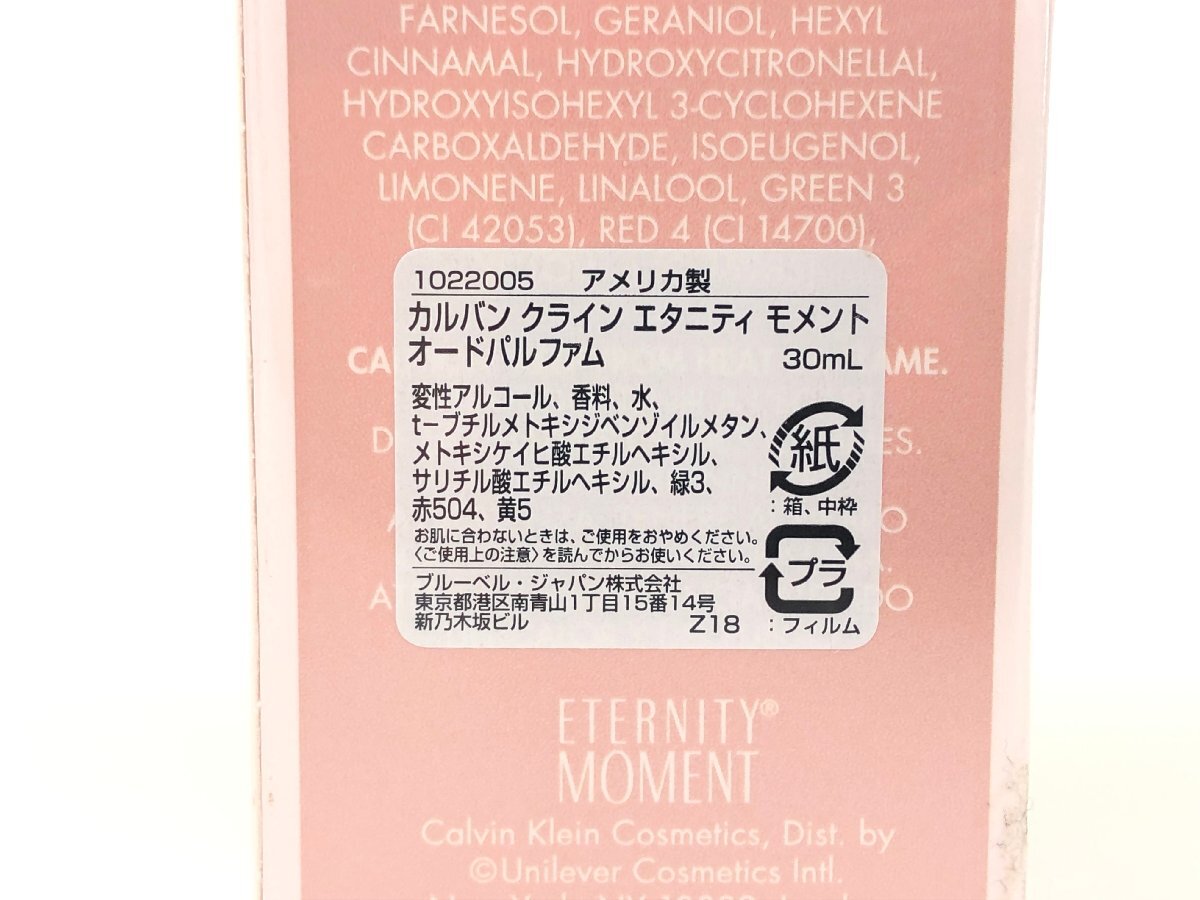 FARNESOL, GERANIOL, HEXYL
CINNAMAL, HYDROXYCITRONELLAL,
HYDROXYISOHEXYL 3-CYCLOHEXENE
CARBOXALDEHYDE, ISOEUGENOL,
LIMONENE, LINALOOL, GREEN 3
(CI 42053), RED 4 (CI 14700),
1022005 アメリカ製
カルバン クライン エタニティ モメント
オードパルファム 30mL
変性アルコール、香料、水、
t-ブチルメトキシジベンゾイルメタン、
メトキシケイヒ酸エチルヘキシル、
サリチル酸エチルヘキシル、緑3、
赤504、黄5
紙
:箱、中枠
お肌に合わないときは、ご使用をおやめください。
〈ご使用上の注意〉を読んでからお使いください。
プラ
:フィルム
ブルーベル・ジャパン株式会社
東京都港区南青山1丁目15番14号
新乃木坂ビル Z18
ETERNITY®
MOMENT
Calvin Klein Cosmetics, Dist. by
©Unilever Cosmetics Intl.